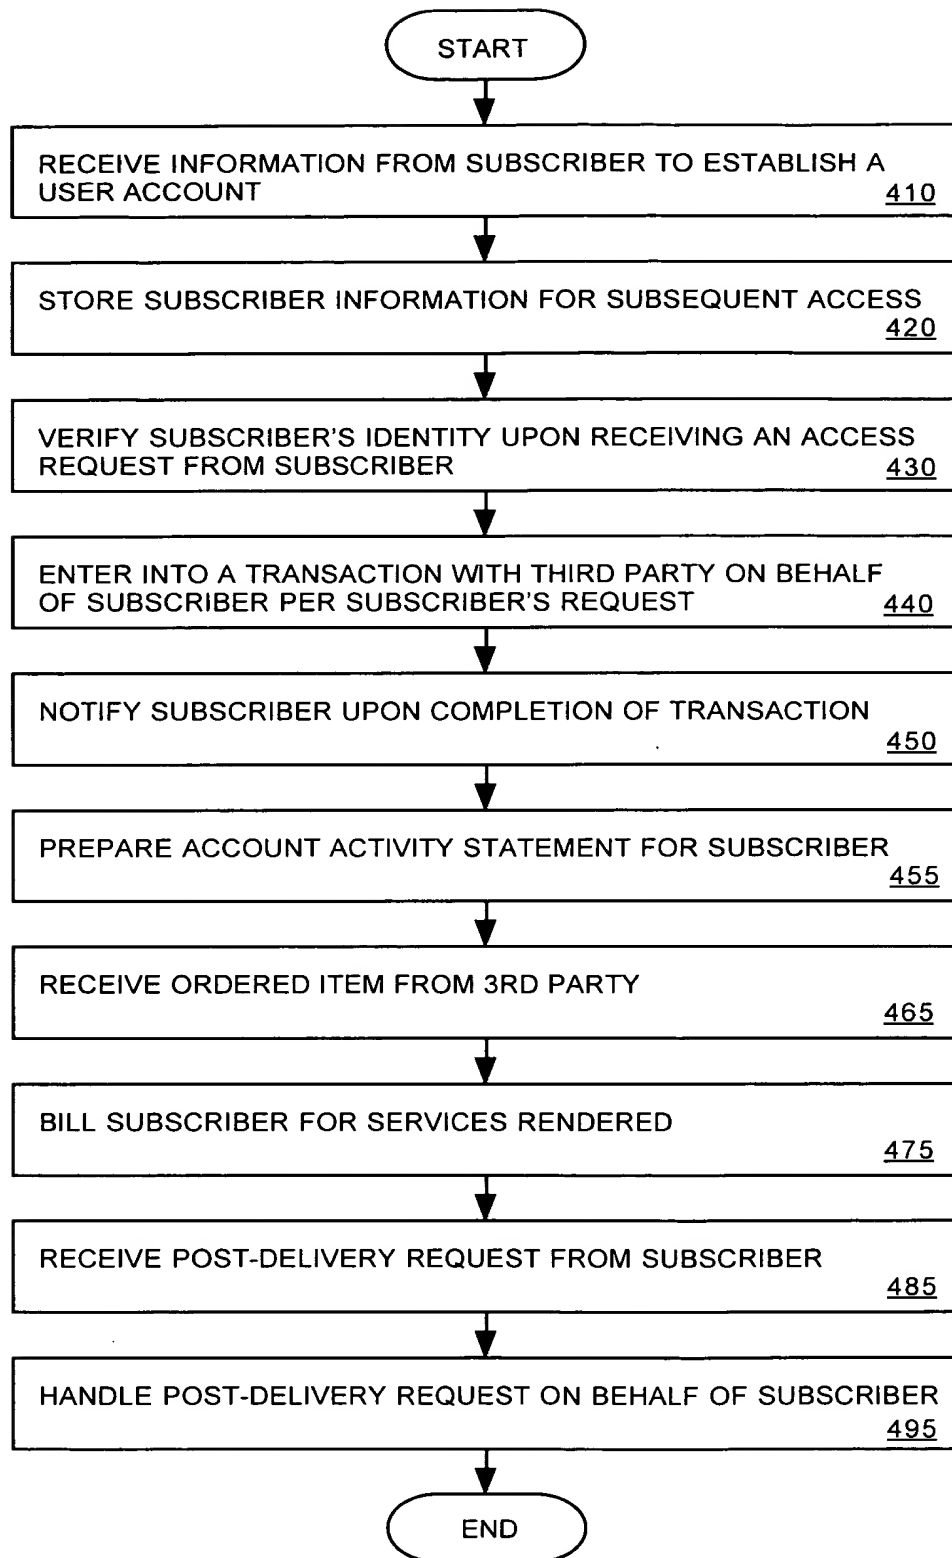 START
RECEIVE INFORMATION FROM SUBSCRIBER TO ESTABLISH A
USER ACCOUNT
410
STORE SUBSCRIBER INFORMATION FOR SUBSEQUENT ACCESS
420
VERIFY SUBSCRIBER'S IDENTITY UPON RECEIVING AN ACCESS
REQUEST FROM SUBSCRIBER
430
ENTER INTO A TRANSACTION WITH THIRD PARTY ON BEHALF
OF SUBSCRIBER PER SUBSCRIBER'S REQUEST
440
NOTIFY SUBSCRIBER UPON COMPLETION OF TRANSACTION
450
PREPARE ACCOUNT ACTIVITY STATEMENT FOR SUBSCRIBER
455
RECEIVE ORDERED ITEM FROM 3RD PARTY
465
BILL SUBSCRIBER FOR SERVICES RENDERED
475
RECEIVE POST-DELIVERY REQUEST FROM SUBSCRIBER
485
HANDLE POST-DELIVERY REQUEST ON BEHALF OF SUBSCRIBER
495
END